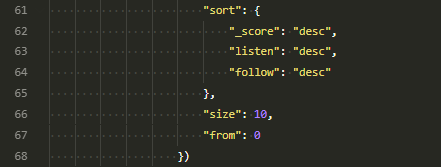 61 "sort": {
62 "_score": "desc",
63 "listen": "desc",
64 "follow": "desc"
65 },
66 "size": 10,
67 "from": 0
68 })